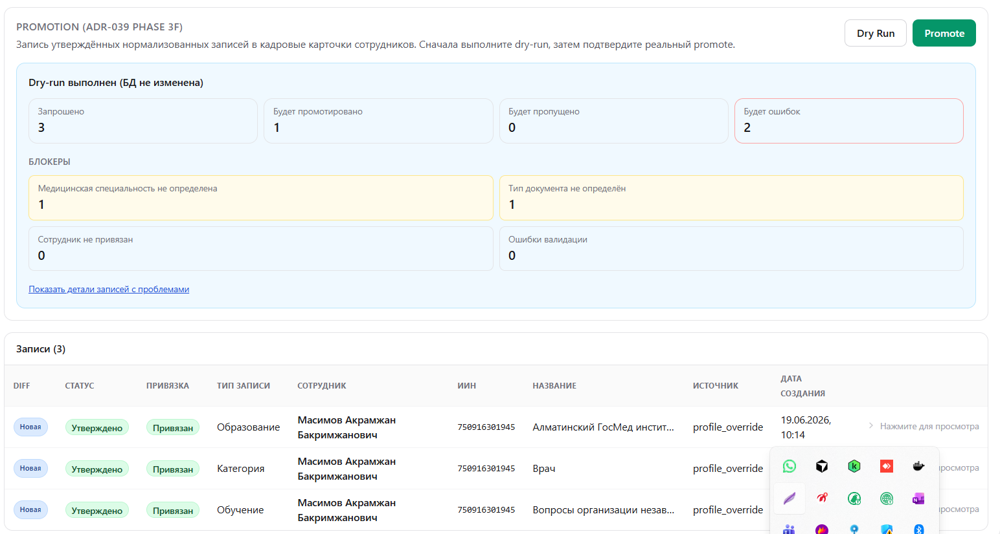 PROMOTION (ADR-039 PHASE 3F)
Запись утверждённых нормализованных записей в кадровые карточки сотрудников. Сначала выполните dry-run, затем подтвердите реальный promote.
Dry Run
Promote
Dry-run выполнен (БД не изменена)
Запрошено
3
Будет промотировано
1
Будет пропущено
0
Будет ошибок
2
БЛОКЕРЫ
Медицинская специальность не определена
1
Тип документа не определён
1
Сотрудник не привязан
0
Ошибки валидации
0
Показать детали записей с проблемами
Записи (3)
DIFF СТАТУС ПРИВЯЗКА ТИП ЗАПИСИ СОТРУДНИК ИИН НАЗВАНИЕ ИСТОЧНИК ДАТА СОЗДАНИЯ
Новая Утверждено Привязан Образование Масимов Акрамжан Бакримжанович 750916301945 Алматинский ГосМед инстит... profile_override 19.06.2026, 10:14 Нажмите для просмотра
Новая Утверждено Привязан Категория Масимов Акрамжан Бакримжанович 750916301945 Врач profile_override
Новая Утверждено Привязан Обучение Масимов Акрамжан Бакримжанович 750916301945 Вопросы организации незав... profile_override